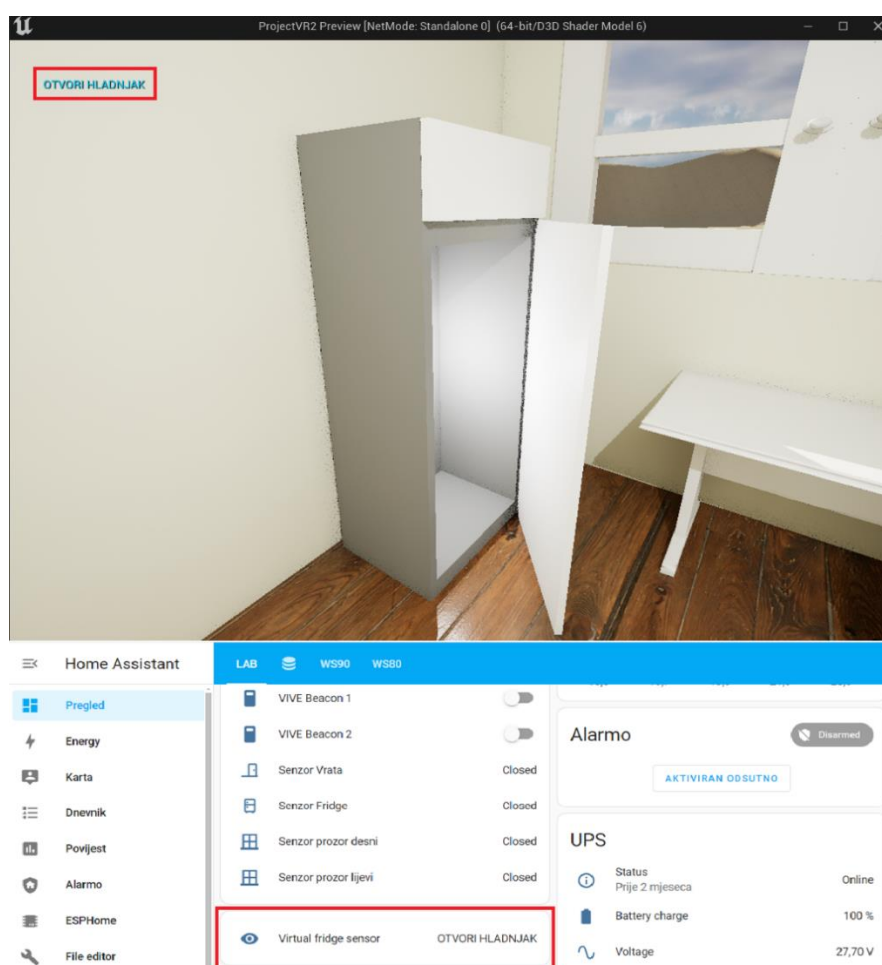 ProjectVR2 Preview [NetMode: Standalone 0] (64-bit/D3D Shader Model 6)
OTVORI HLADNJAK
Home Assistant
LAB WS90 WS80
Pregled
Energy
Karta
Dnevnik
Povijest
Alarmo
ESPHome
File editor
VIVE Beacon 1
VIVE Beacon 2
Senzor Vrata Closed
Senzor Fridge Closed
Senzor prozor desni Closed
Senzor prozor lijevi Closed
Virtual fridge sensor OTVORI HLADNJAK
Alarmo Disarmed
AKTIVIRAN ODSUTNO
UPS
Status Online
Prije 2 mjeseca
Battery charge 100 %
Voltage 27,70 V